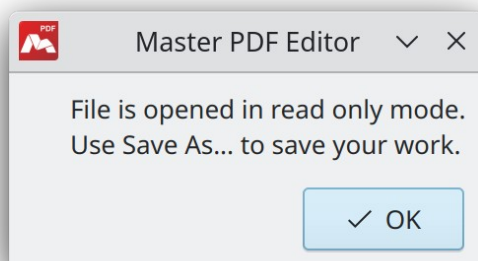 PDF
Master PDF Editor
File is opened in read only mode.
Use Save As... to save your work.
OK